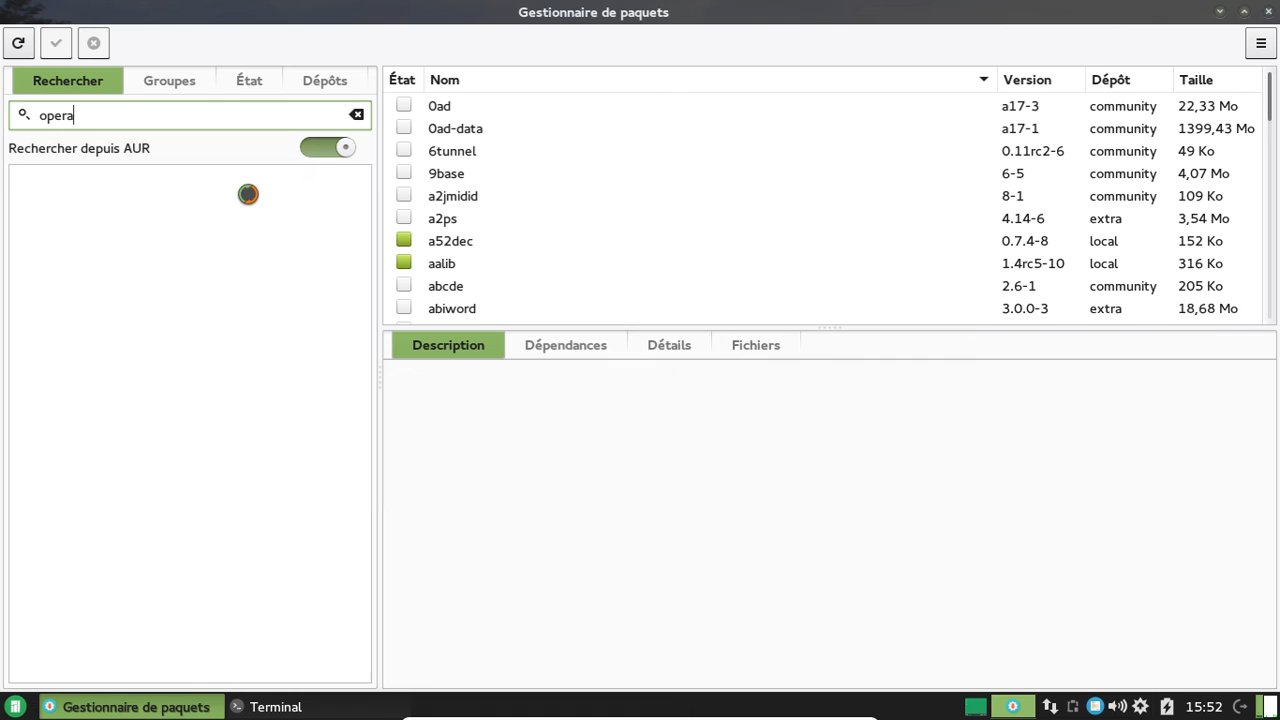 Gestionnaire de paquets
Rechercher Groupes État Dépôts
opera
Rechercher depuis AUR
État Nom Version Dépôt Taille
0ad a17-3 community 22,33 Mo
0ad-data a17-1 community 1399,43 Mo
6tunnel 0.11rc2-6 community 49 Ko
9base 6-5 community 4,07 Mo
a2jmidid 8-1 community 109 Ko
a2ps 4.14-6 extra 3,54 Mo
a52dec 0.7.4-8 local 152 Ko
aalib 1.4rc5-10 local 316 Ko
abcde 2.6-1 community 205 Ko
abiword 3.0.0-3 extra 18,68 Mo
Description Dépendances Détails Fichiers
Gestionnaire de paquets Terminal 15:52